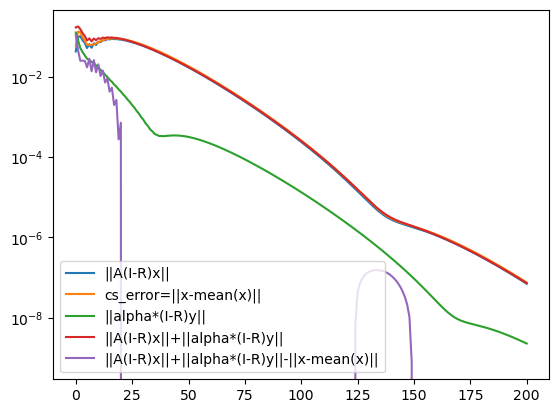 10⁻²
10⁻⁴
10⁻⁶
10⁻⁸
||A(I-R)x||
cs_error=||x-mean(x)||
||alpha*(I-R)y||
||A(I-R)x||+||alpha*(I-R)y||
||A(I-R)x||+||alpha*(I-R)y||-||x-mean(x)||
0 25 50 75 100 125 150 175 200